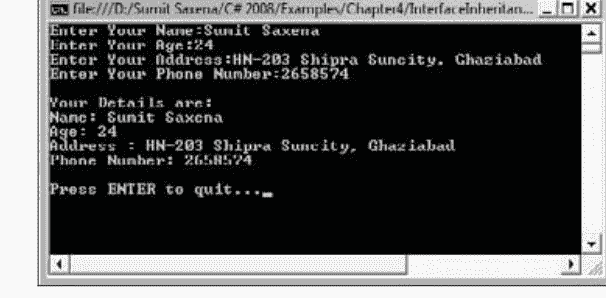 file:///D:/Sumit Saxena/C# 2008/Examples/Chapter4/InterfaceInheritan...
Enter Your Name:Sumit Saxena
Enter Your Age:24
Enter Your Address:HN-203 Shipra Suncity, Ghaziabad
Enter Your Phone Number:2658574
Your Details are:
Name: Sumit Saxena
Age: 24
Address : HN-203 Shipra Suncity, Ghaziabad
Phone Number: 2658574
Press ENTER to quit...